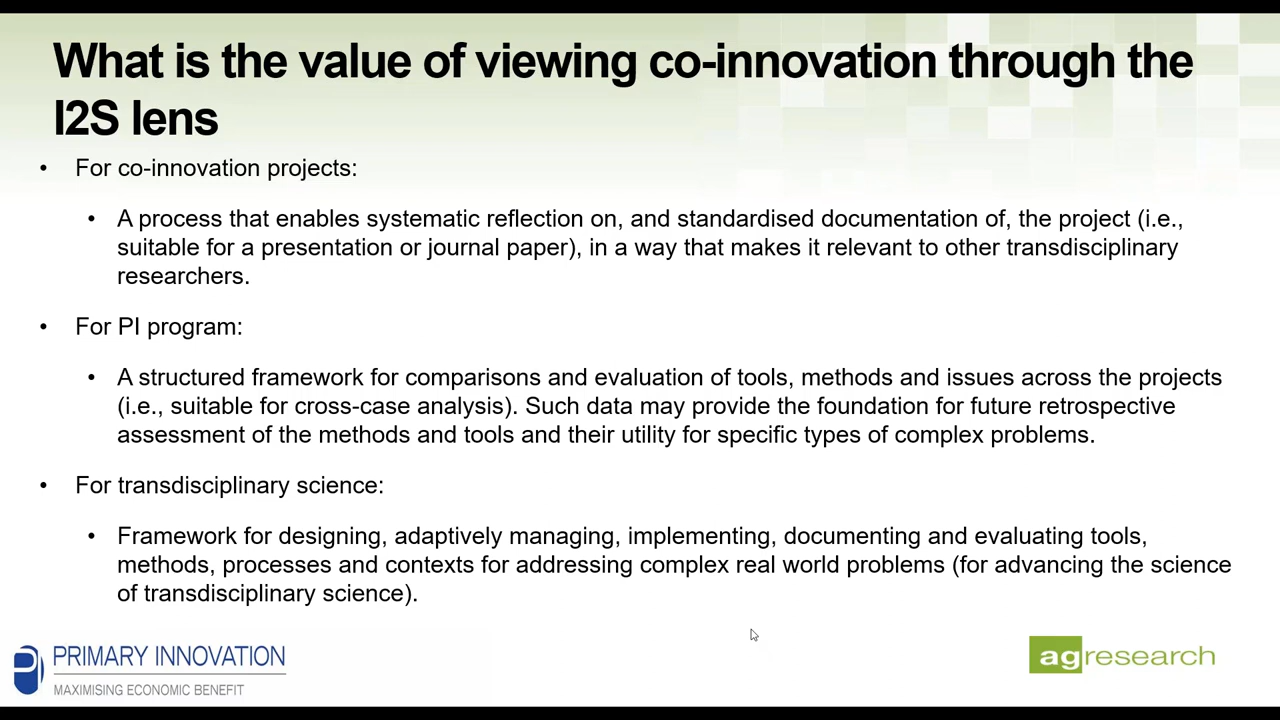 What is the value of viewing co-innovation through the
I2S lens
• For co-innovation projects:
• A process that enables systematic reflection on, and standardised documentation of, the project (i.e.,
suitable for a presentation or journal paper), in a way that makes it relevant to other transdisciplinary
researchers.
• For PI program:
• A structured framework for comparisons and evaluation of tools, methods and issues across the projects
(i.e., suitable for cross-case analysis). Such data may provide the foundation for future retrospective
assessment of the methods and tools and their utility for specific types of complex problems.
• For transdisciplinary science:
• Framework for designing, adaptively managing, implementing, documenting and evaluating tools,
methods, processes and contexts for addressing complex real world problems (for advancing the science
of transdisciplinary science).
PRIMARY INNOVATION
MAXIMISING ECONOMIC BENEFIT
agresearch